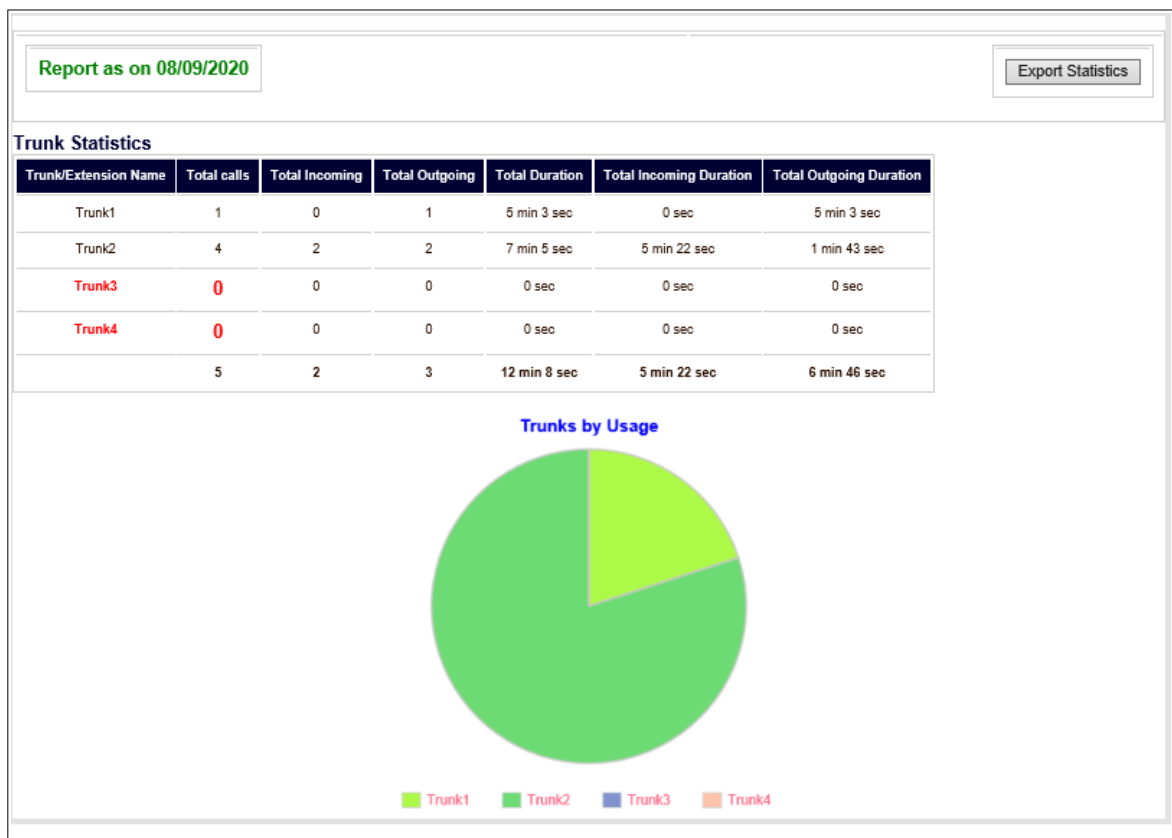 Report as on 08/09/2020
Export Statistics
Trunk Statistics
Trunk/Extension Name Total calls Total Incoming Total Outgoing Total Duration Total Incoming Duration Total Outgoing Duration
Trunk1 1 0 1 5 min 3 sec 0 sec 5 min 3 sec
Trunk2 4 2 2 7 min 5 sec 5 min 22 sec 1 min 43 sec
Trunk3 0 0 0 0 sec 0 sec 0 sec
Trunk4 0 0 0 0 sec 0 sec 0 sec
5 2 3 12 min 8 sec 5 min 22 sec 6 min 46 sec
Trunks by Usage
Trunk1 Trunk2 Trunk3 Trunk4